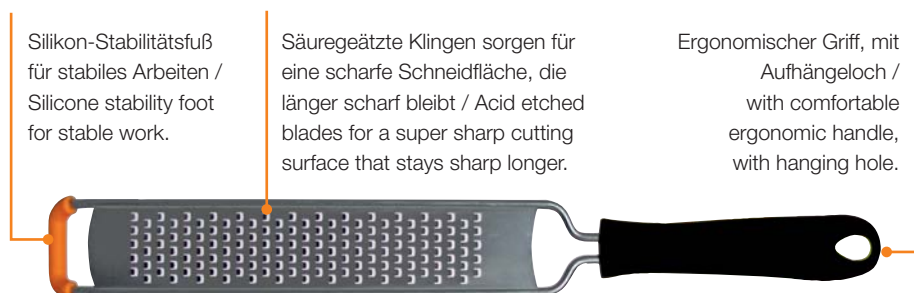 Silikon-Stabilitätsfuß
für stabiles Arbeiten /
Silicone stability foot
for stable work.
Säuregeätzte Klingen sorgen für
eine scharfe Schneidfläche, die
länger scharf bleibt / Acid etched
blades for a super sharp cutting
surface that stays sharp longer.
Ergonomischer Griff, mit
Aufhängeloch /
with comfortable
ergonomic handle,
with hanging hole.